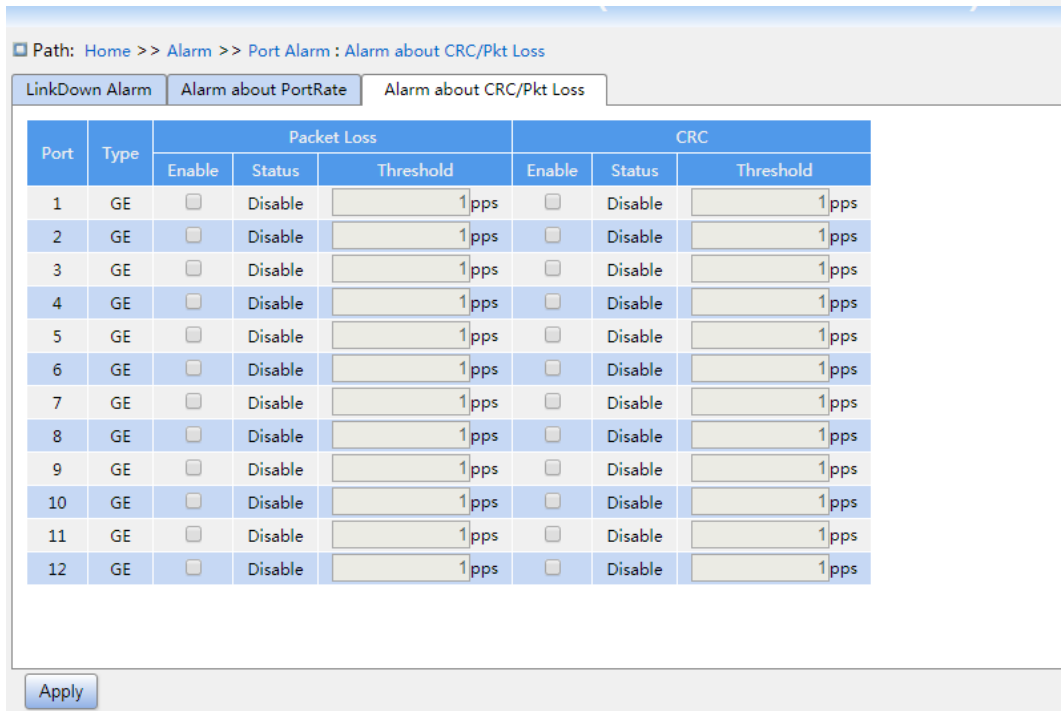 Path: Home >> Alarm >> Port Alarm : Alarm about CRC/Pkt Loss
LinkDown Alarm Alarm about PortRate Alarm about CRC/Pkt Loss
Port Type Packet Loss CRC
Enable Status Threshold Enable Status Threshold
1 GE Disable 1 pps Disable 1 pps
2 GE Disable 1 pps Disable 1 pps
3 GE Disable 1 pps Disable 1 pps
4 GE Disable 1 pps Disable 1 pps
5 GE Disable 1 pps Disable 1 pps
6 GE Disable 1 pps Disable 1 pps
7 GE Disable 1 pps Disable 1 pps
8 GE Disable 1 pps Disable 1 pps
9 GE Disable 1 pps Disable 1 pps
10 GE Disable 1 pps Disable 1 pps
11 GE Disable 1 pps Disable 1 pps
12 GE Disable 1 pps Disable 1 pps
Apply